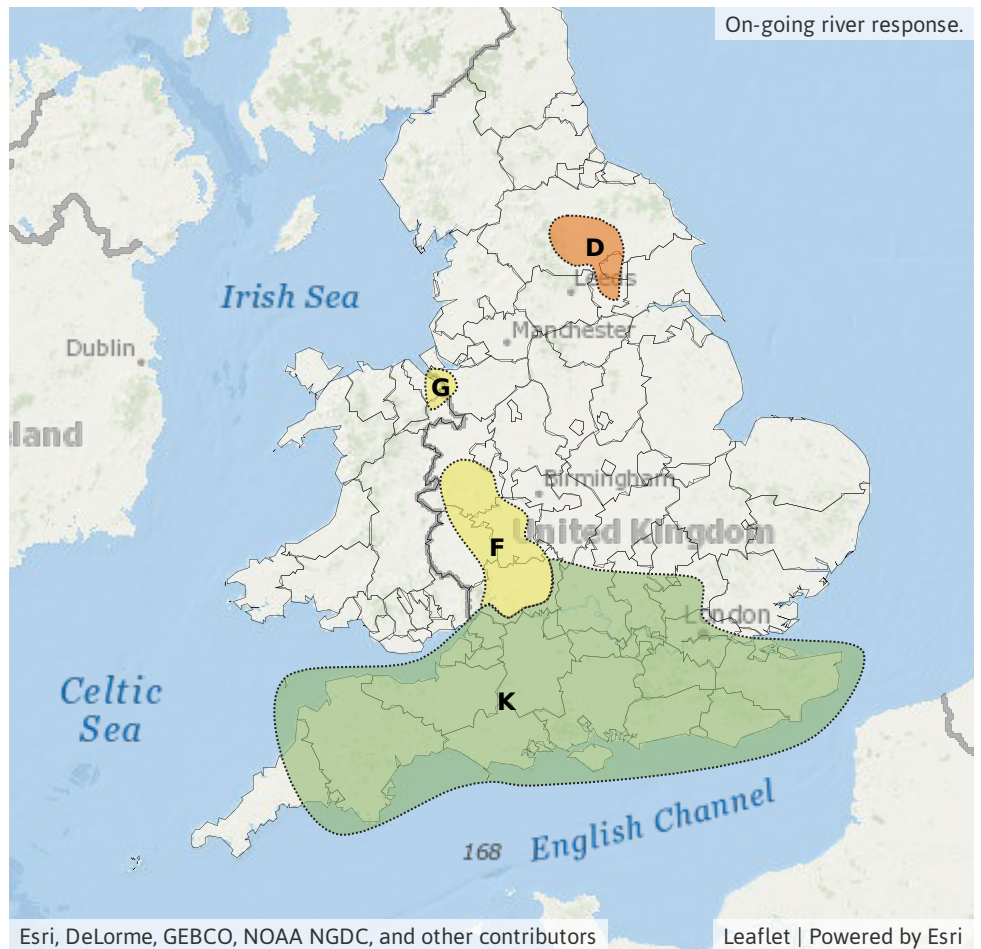 On-going river response.
D
Leeds
Irish Sea
Manchester
Dublin
G
land
Birmingham
United Kingdom
F
London
Celtic
Sea
K
English Channel
168
Esri, DeLorme, GEBCO, NOAA NGDC, and other contributors
Leaflet | Powered by Esri